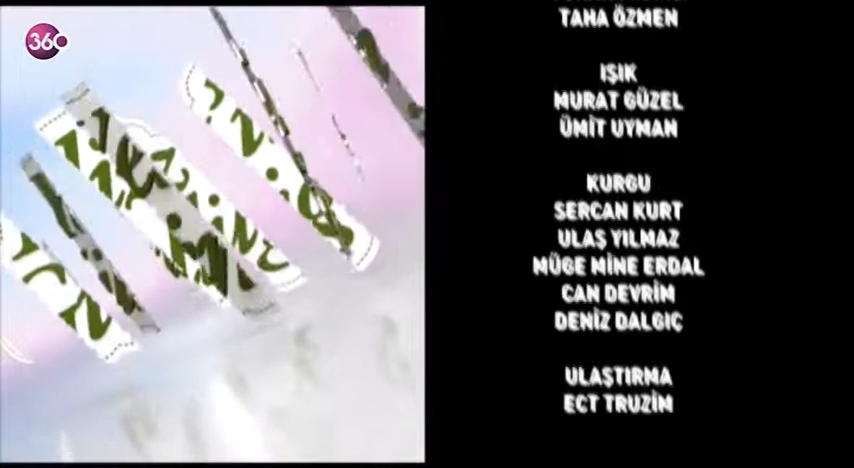 360
TAHA ÖZMEN
IŞIK
MURAT GÜZEL
ÜMİT UYMAN
KURGU
SERCAN KURT
ULAŞ YILMAZ
MÜGE MİNE ERDAL
CAN DEVRİM
DENİZ DALGIÇ
ULAŞTIRMA
ECT TRUZİM